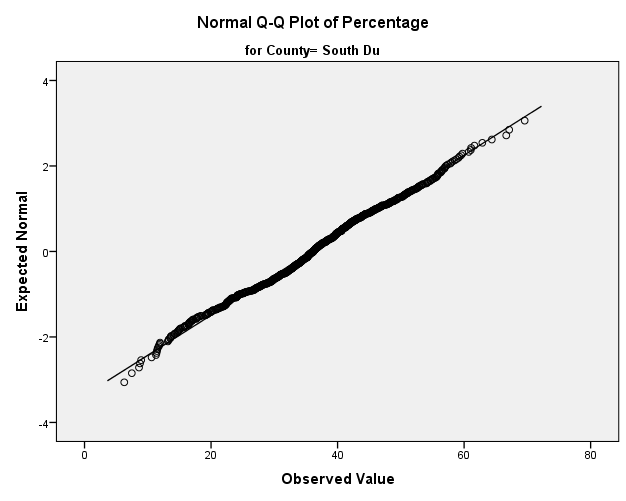 Normal Q-Q Plot of Percentage
for County= South Du
4
2
0
-2
-4
Expected Normal
0 20 40 60 80
Observed Value